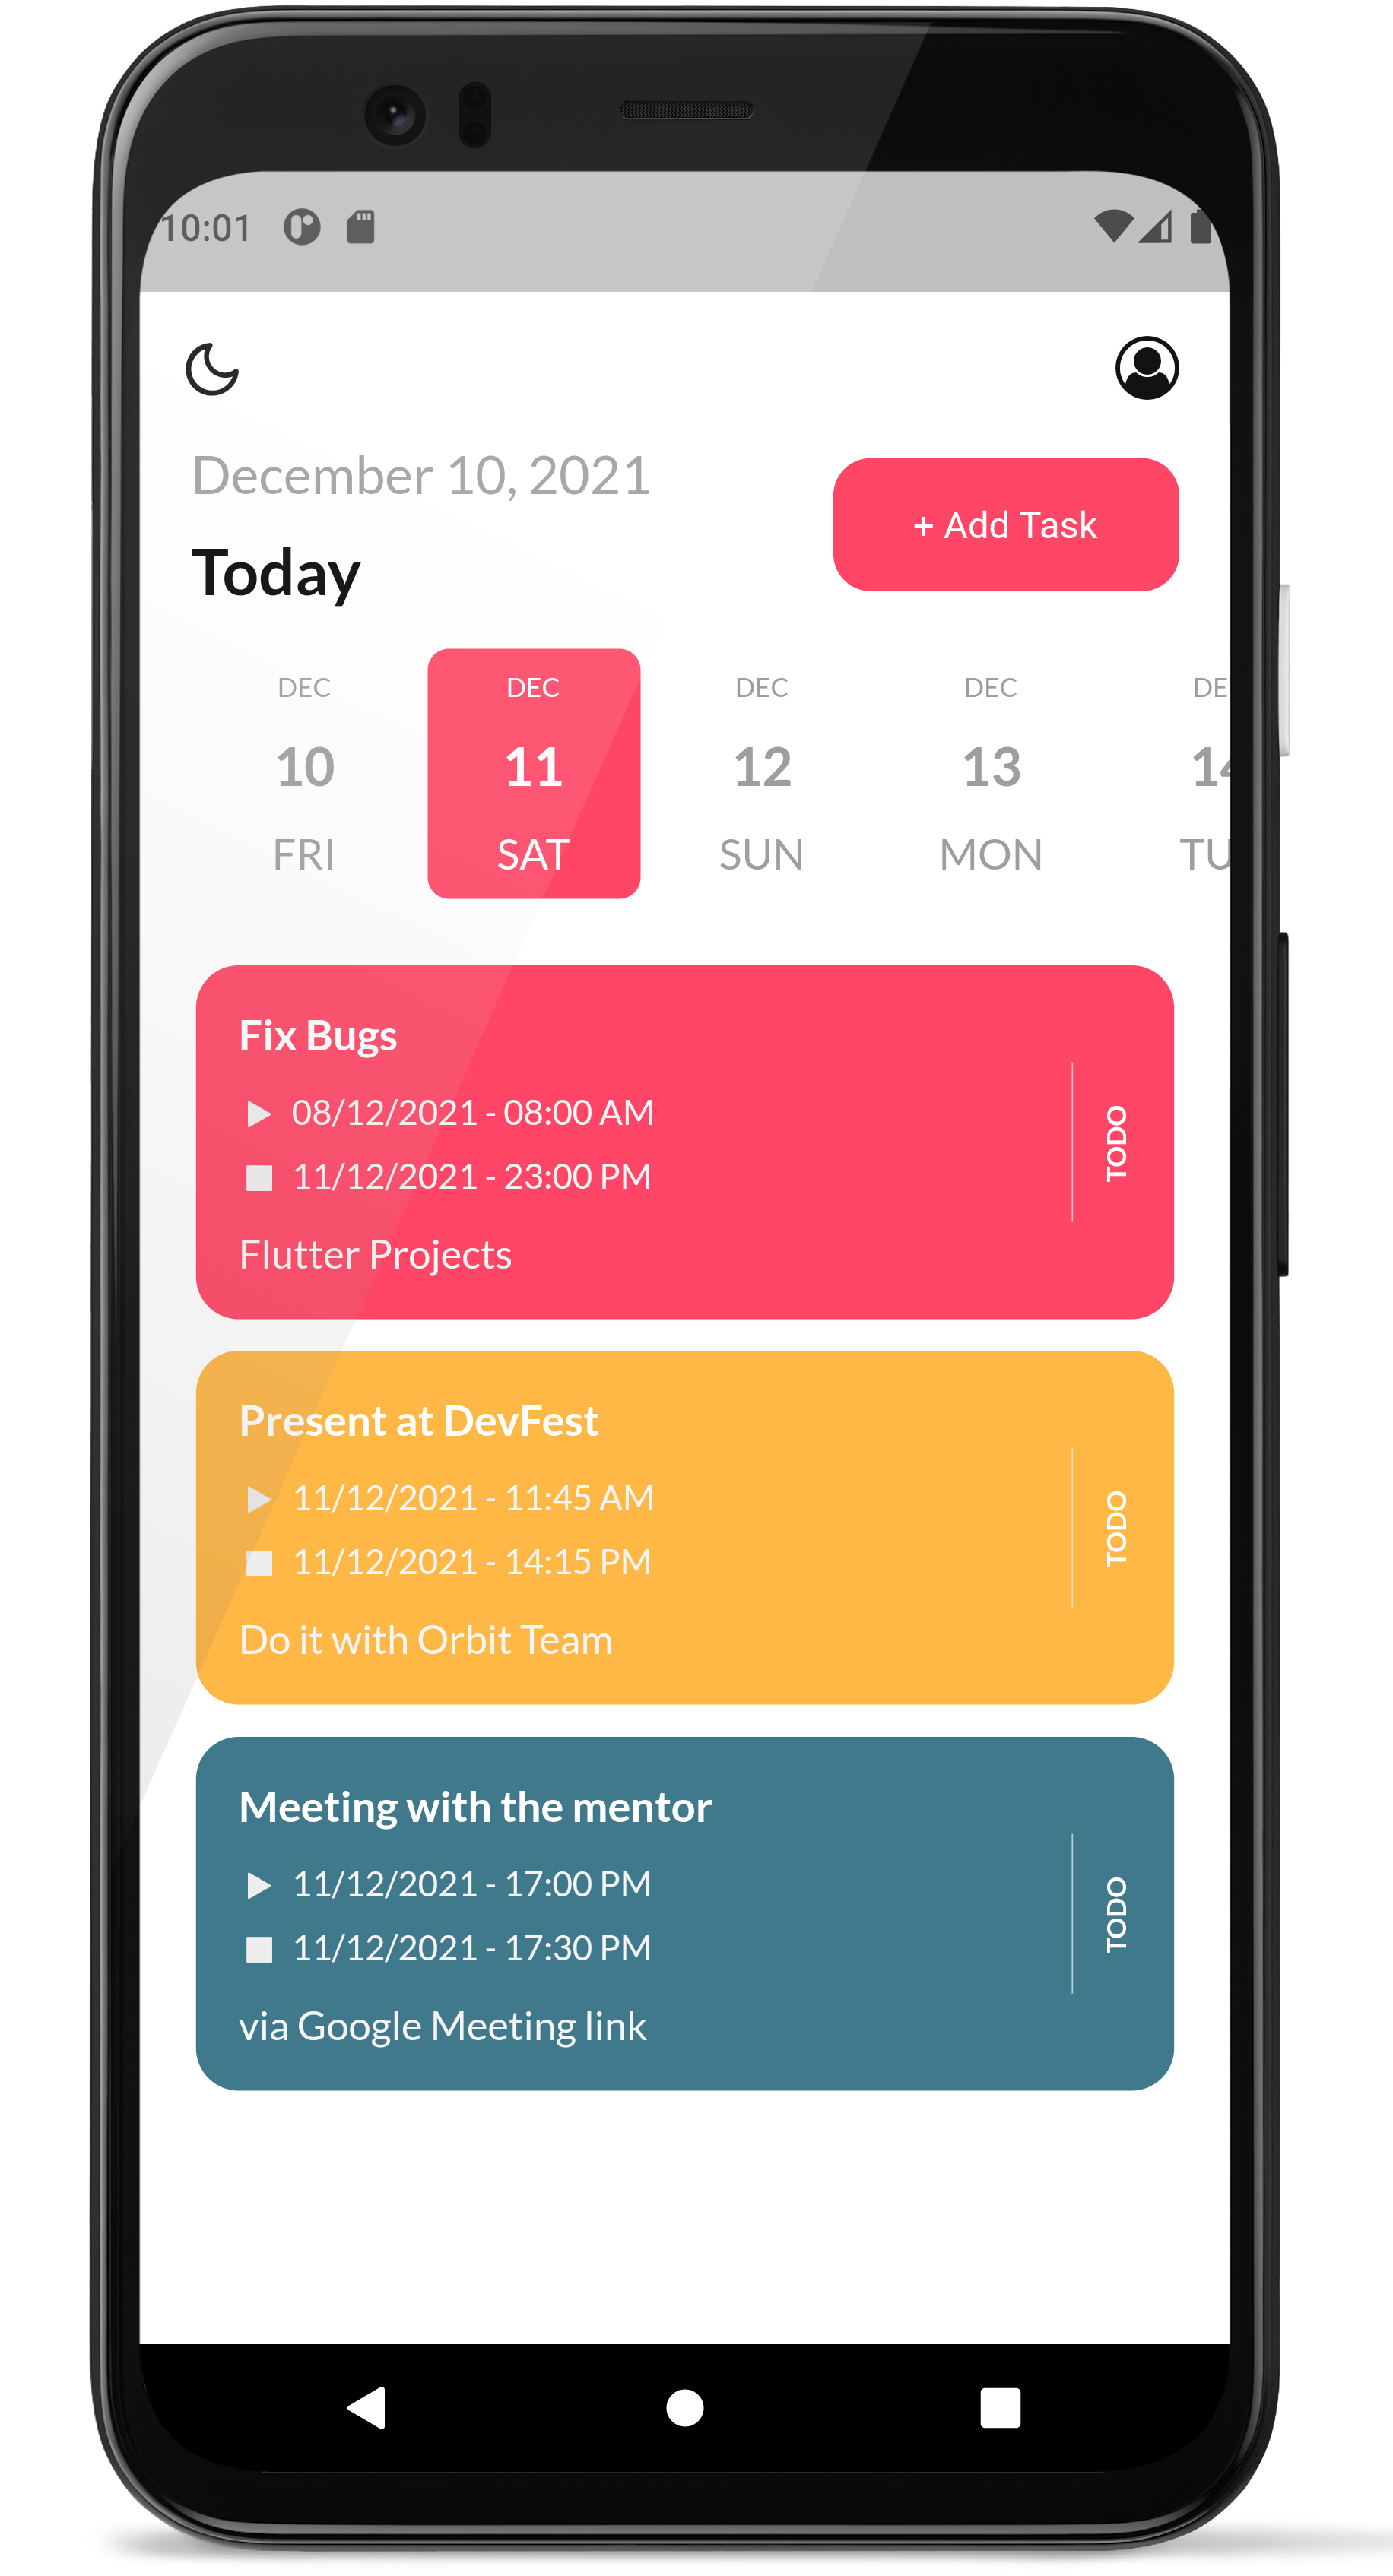 10:01
December 10, 2021
+ Add Task
Today
DEC DEC DEC DEC
10 11 12 13
FRI SAT SUN MON
Fix Bugs
08/12/2021 - 08:00 AM
11/12/2021 - 23:00 PM
Flutter Projects
TODO
Present at DevFest
11/12/2021 - 11:45 AM
11/12/2021 - 14:15 PM
Do it with Orbit Team
TODO
Meeting with the mentor
11/12/2021 - 17:00 PM
11/12/2021 - 17:30 PM
via Google Meeting link
TODO